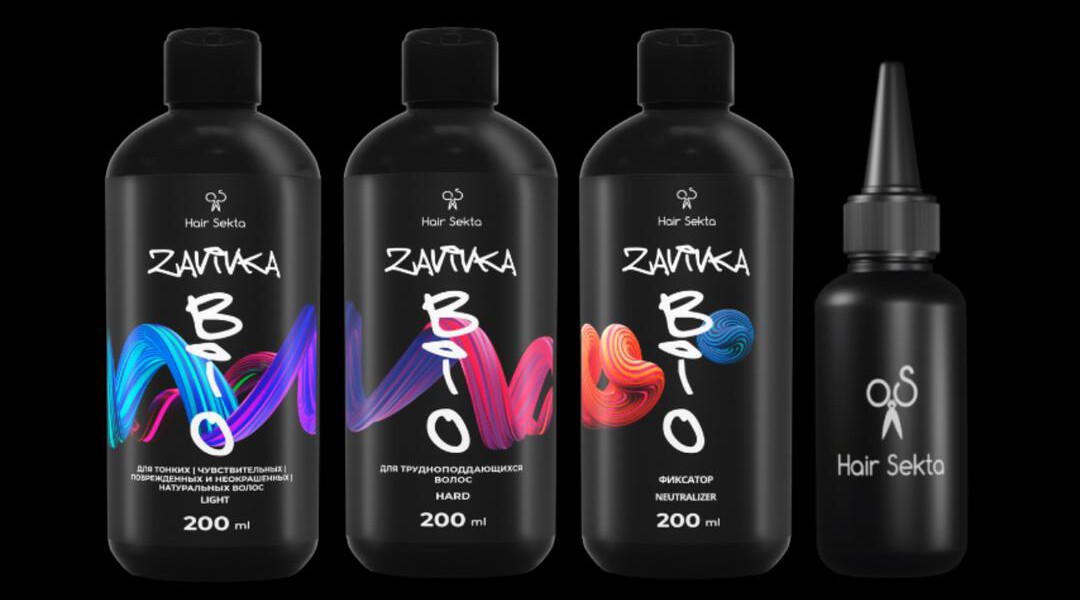 Hair Sekta
ZAVIVKA
BIO
ДЛЯ ТОНКИХ | ЧУВСТВИТЕЛЬНЫХ |
ПОВРЕЖДЕННЫХ И НЕОКРАШЕННЫХ |
НАТУРАЛЬНЫХ ВОЛОС
LIGHT
200 ml
Hair Sekta
ZAVIVKA
BIO
ДЛЯ ТРУДНОПОДДАЮЩИХСЯ
ВОЛОС
HARD
200 ml
Hair Sekta
ZAVIVKA
BIO
ФИКСАТОР
NEUTRALIZER
200 ml
Hair Sekta